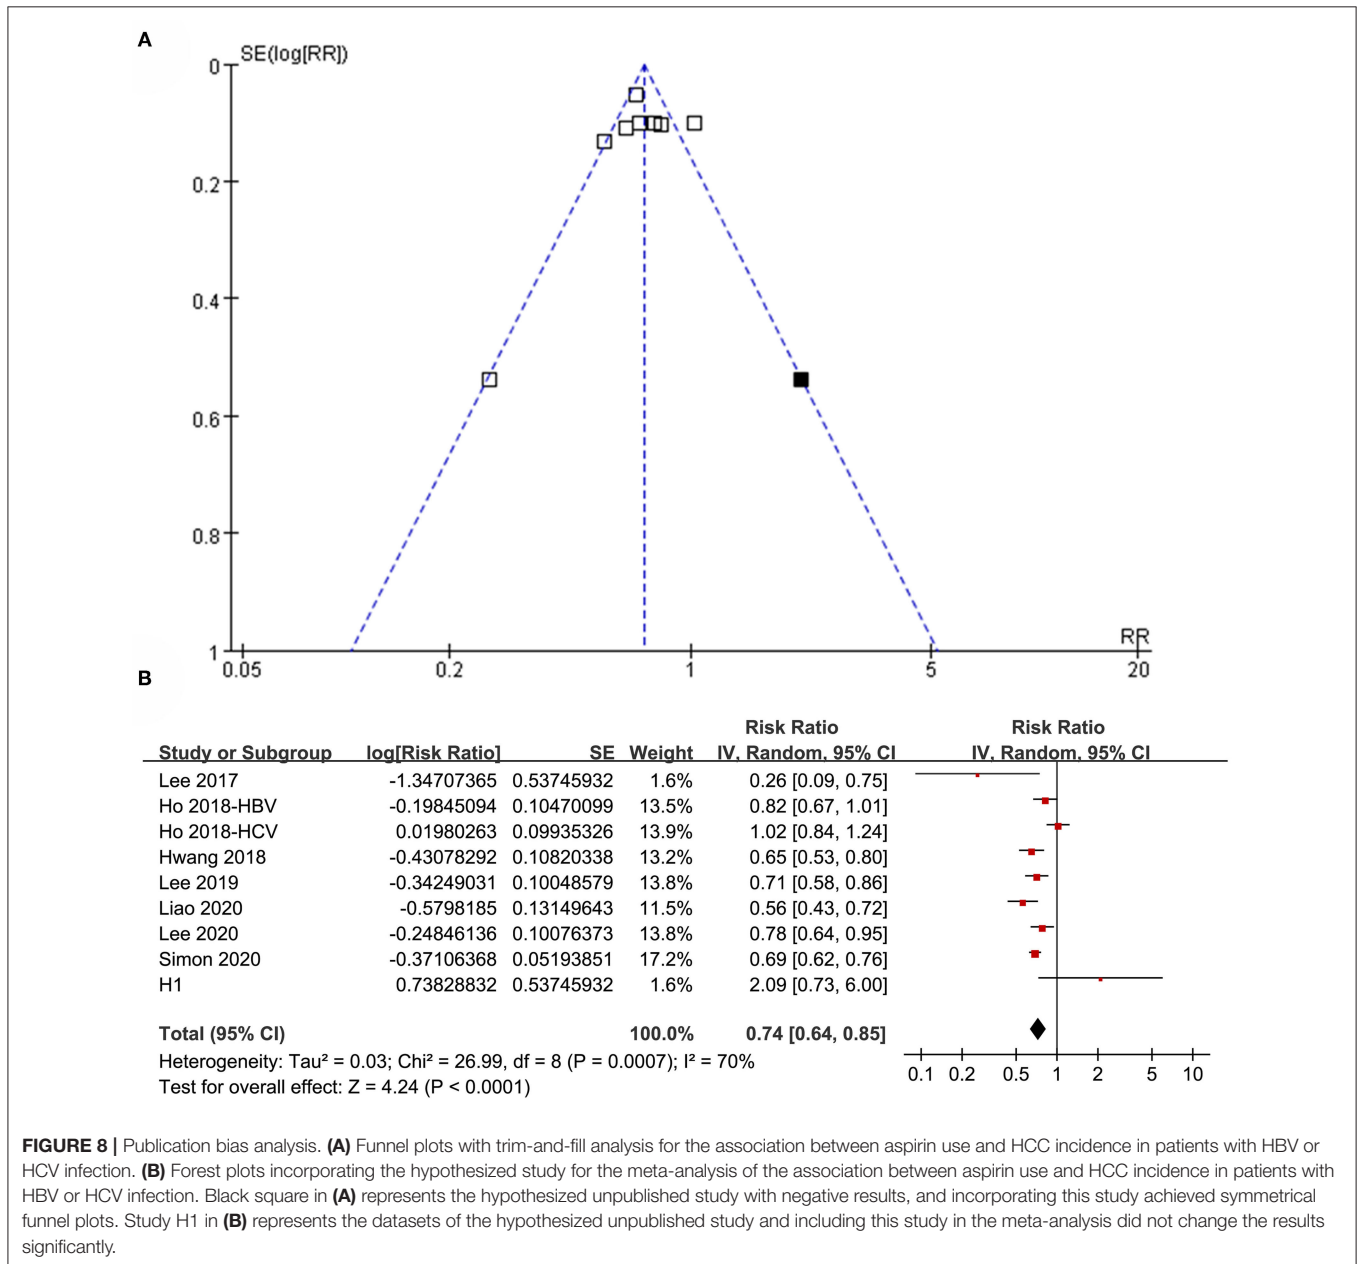 A
SE(log[RR])
0
0.2
0.4
0.6
0.8
1
RR
0.05 0.2 1 5 20
B
Risk Ratio Risk Ratio
Study or Subgroup log[Risk Ratio] SE Weight IV, Random, 95% CI IV, Random, 95% CI
Lee 2017 -1.34707365 0.53745932 1.6% 0.26 [0.09, 0.75]
Ho 2018-HBV -0.19845094 0.10470099 13.5% 0.82 [0.67, 1.01]
Ho 2018-HCV 0.01980263 0.09935326 13.9% 1.02 [0.84, 1.24]
Hwang 2018 -0.43078292 0.10820338 13.2% 0.65 [0.53, 0.80]
Lee 2019 -0.34249031 0.10048579 13.8% 0.71 [0.58, 0.86]
Liao 2020 -0.5798185 0.13149643 11.5% 0.56 [0.43, 0.72]
Lee 2020 -0.24846136 0.10076373 13.8% 0.78 [0.64, 0.95]
Simon 2020 -0.37106368 0.05193851 17.2% 0.69 [0.62, 0.76]
H1 0.73828832 0.53745932 1.6% 2.09 [0.73, 6.00]
Total (95% CI) 100.0% 0.74 [0.64, 0.85]
Heterogeneity: Tau² = 0.03; Chi² = 26.99, df = 8 (P = 0.0007); I² = 70%
Test for overall effect: Z = 4.24 (P < 0.0001)
0.1 0.2 0.5 1 2 5 10
FIGURE 8 | Publication bias analysis. (A) Funnel plots with trim-and-fill analysis for the association between aspirin use and HCC incidence in patients with HBV or
HCV infection. (B) Forest plots incorporating the hypothesized study for the meta-analysis of the association between aspirin use and HCC incidence in patients with
HBV or HCV infection. Black square in (A) represents the hypothesized unpublished study with negative results, and incorporating this study achieved symmetrical
funnel plots. Study H1 in (B) represents the datasets of the hypothesized unpublished study and including this study in the meta-analysis did not change the results
significantly.